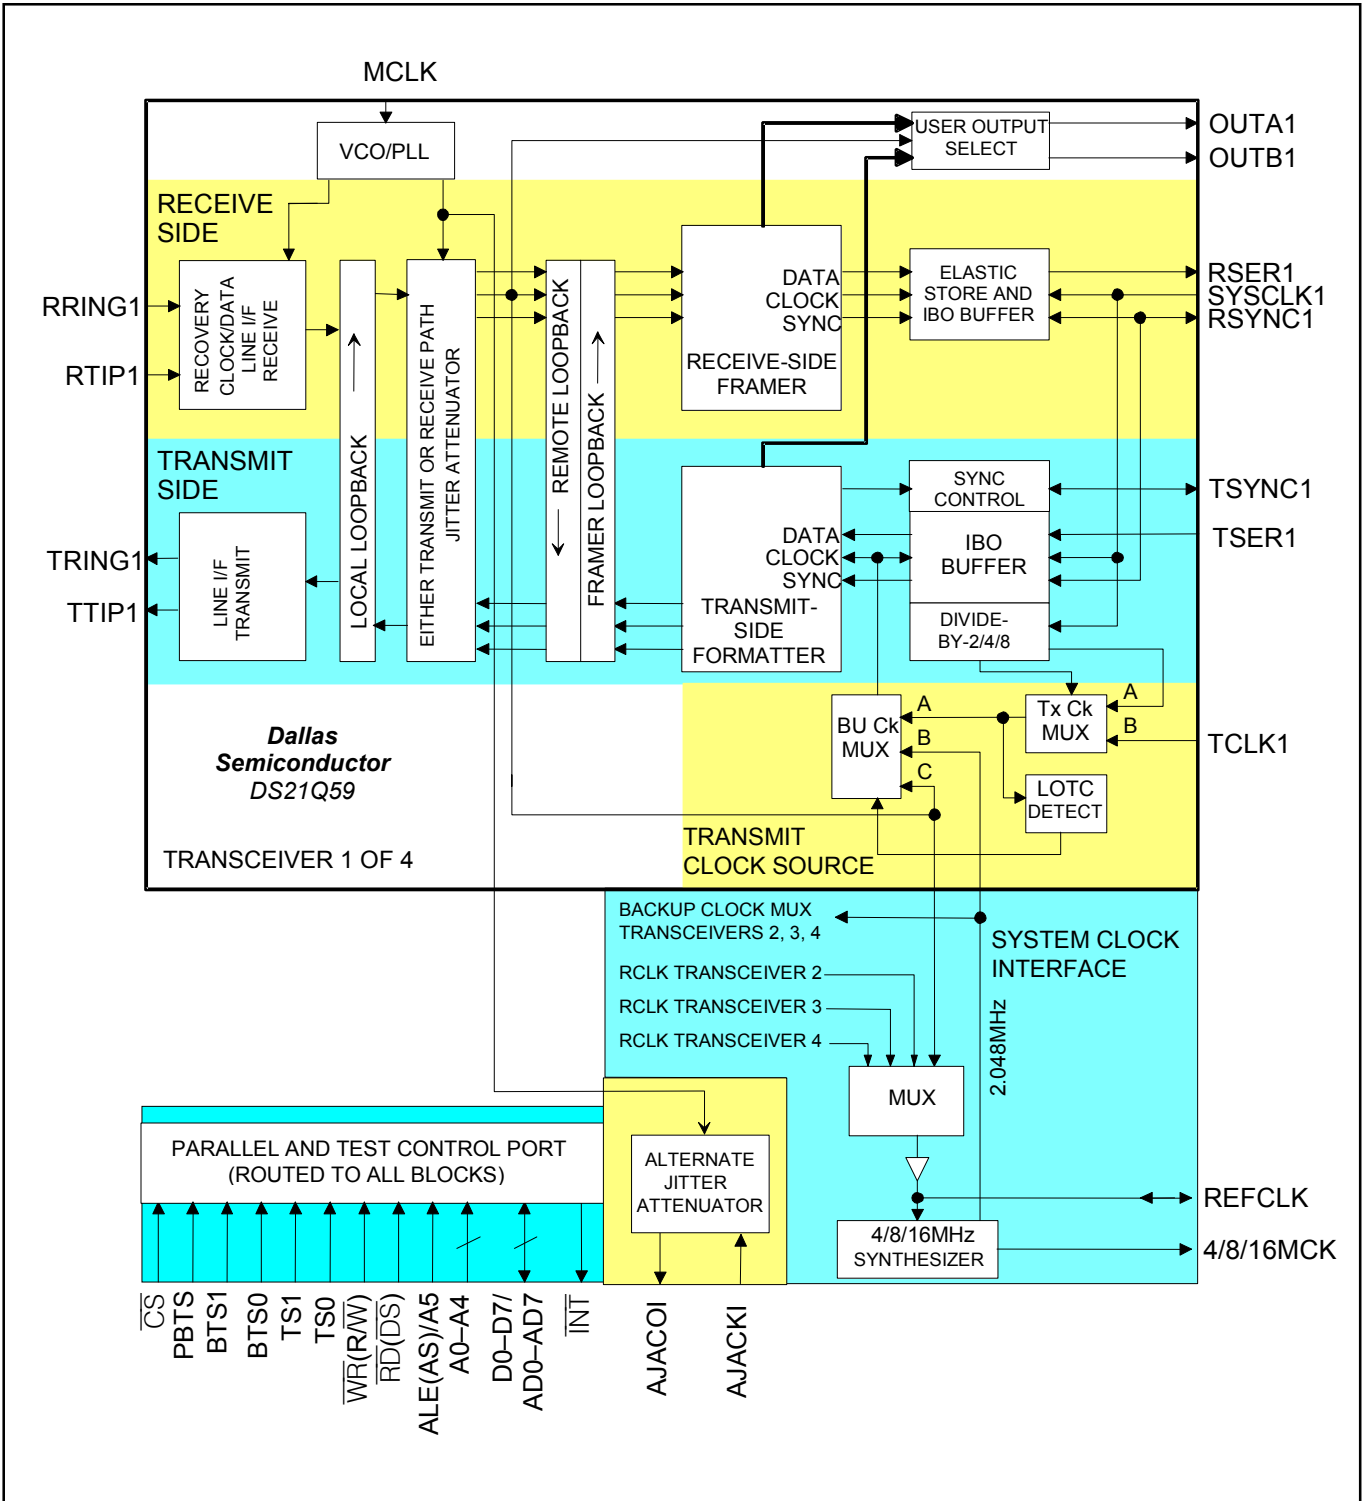 MCLK
VCO/PLL
USER OUTPUT
SELECT
OUTA1
OUTB1
RECEIVE
SIDE
RRING1
RTIP1
RECOVERY
CLOCK/DATA
LINE I/F
RECEIVE
LOCAL LOOPBACK
EITHER TRANSMIT OR RECEIVE PATH
JITTER ATTENUATOR
REMOTE LOOPBACK
FRAMER LOOPBACK
DATA
CLOCK
SYNC
RECEIVE-SIDE
FRAMER
ELASTIC
STORE AND
IBO BUFFER
RSER1
SYSCLK1
RSYNC1
TRANSMIT
SIDE
TRING1
TTIP1
LINE I/F
TRANSMIT
DATA
CLOCK
SYNC
TRANSMIT-
SIDE
FORMATTER
SYNC
CONTROL
IBO
BUFFER
DIVIDE-
BY-2/4/8
TSYNC1
TSER1
Dallas
Semiconductor
DS21Q59
TRANSCEIVER 1 OF 4
BU Ck
MUX
A
B
C
Tx Ck
MUX
A
B
TCLK1
LOTC
DETECT
TRANSMIT
CLOCK SOURCE
BACKUP CLOCK MUX
TRANSCEIVERS 2, 3, 4
SYSTEM CLOCK
INTERFACE
RCLK TRANSCEIVER 2
RCLK TRANSCEIVER 3
RCLK TRANSCEIVER 4
2.048MHz
MUX
PARALLEL AND TEST CONTROL PORT
(ROUTED TO ALL BLOCKS)
ALTERNATE
JITTER
ATTENUATOR
4/8/16MHz
SYNTHESIZER
REFCLK
4/8/16MCK
CS
PBTS
BTS1
BTS0
TS1
TS0
WR(R/W)
RD(DS)
ALE(AS)/A5
A0–A4
D0–D7/
AD0–AD7
INT
AJACOI
AJACKI